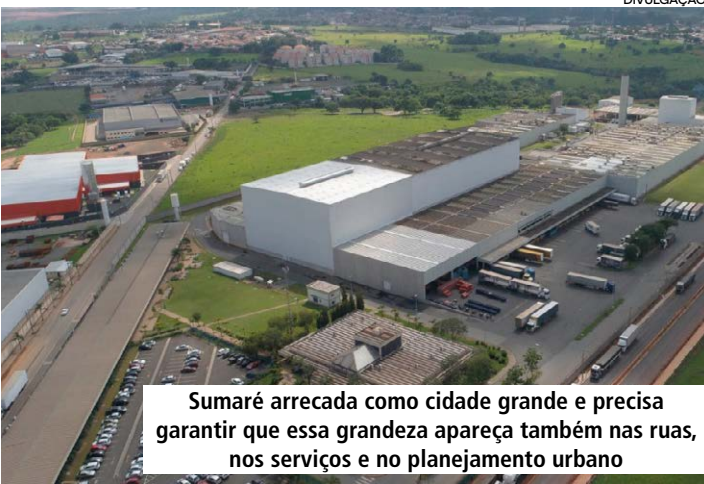 DIVULGAÇÃO
Sumaré arrecada como cidade grande e precisa
garantir que essa grandeza apareça também nas ruas,
nos serviços e no planejamento urbano